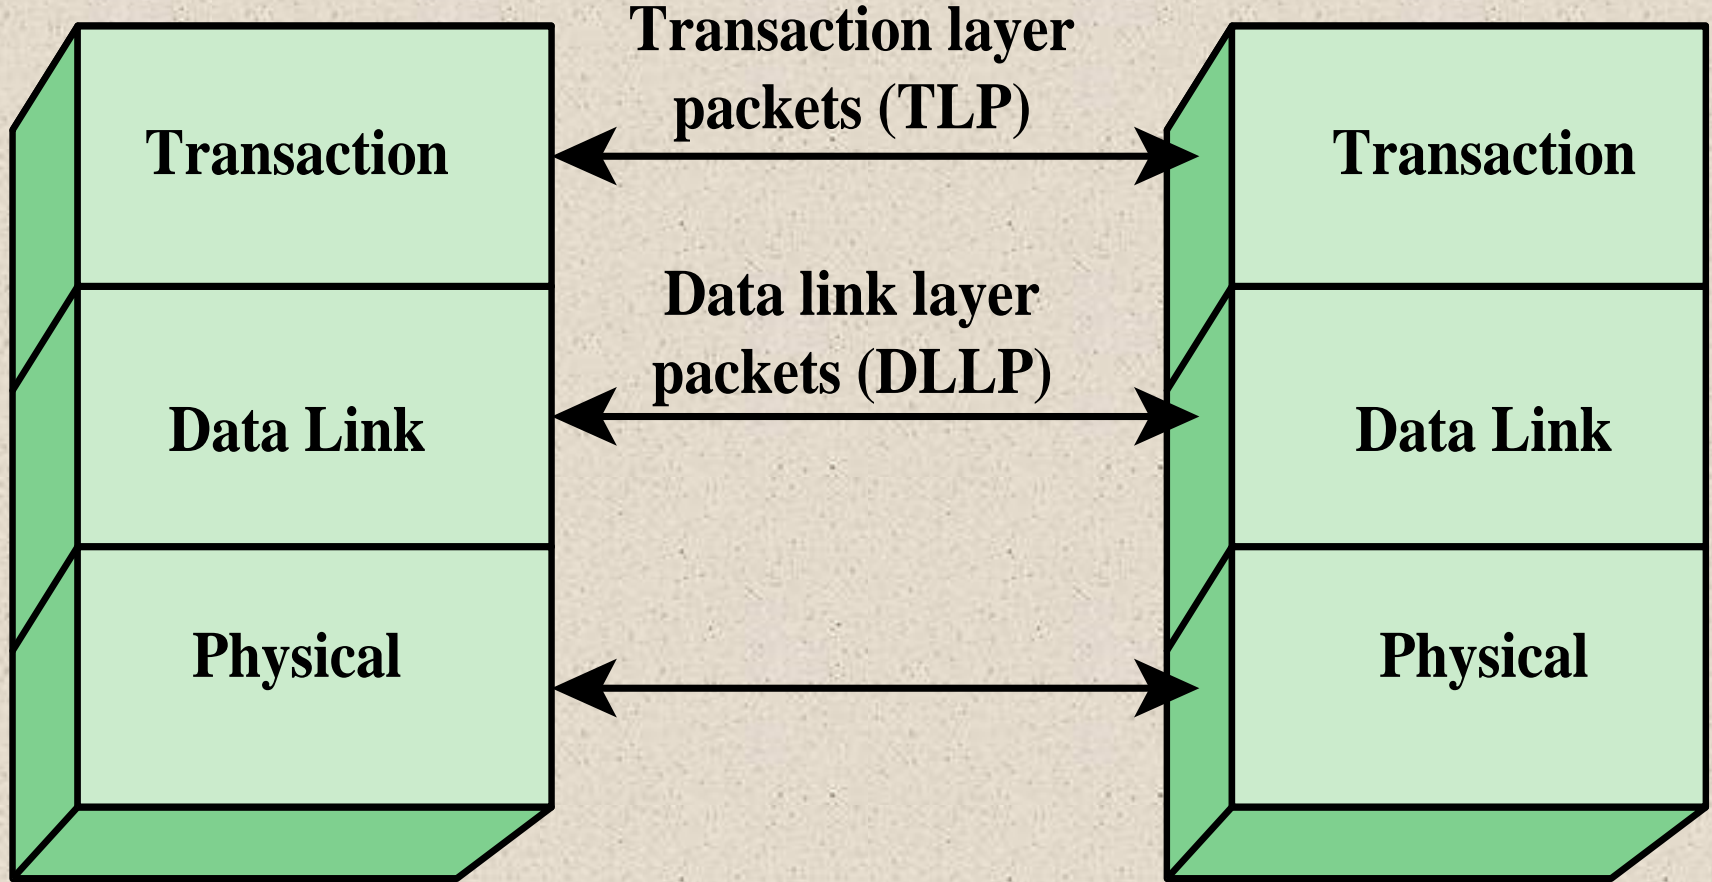 Transaction layer
packets (TLP)
Transaction
Transaction
Data link layer
packets (DLLP)
Data Link
Data Link
Physical
Physical